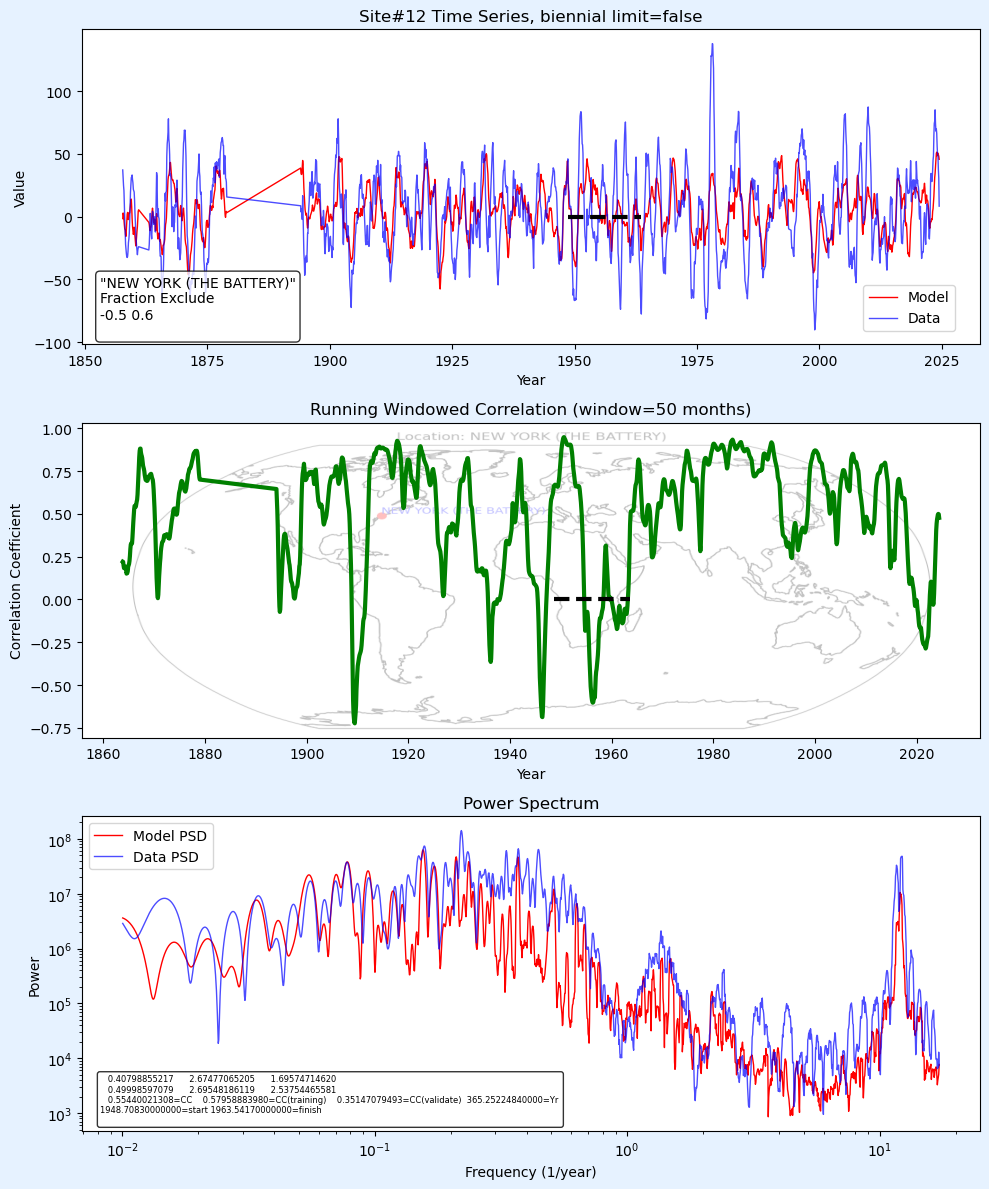 Site#12 Time Series, biennial limit=false
Value
100
50
0
−50
−100
"NEW YORK (THE BATTERY)"
Fraction Exclude
-0.5 0.6
Model
Data
1850 1875 1900 1925 1950 1975 2000 2025
Year
Running Windowed Correlation (window=50 months)
Correlation Coefficient
1.00
0.75
0.50
0.25
0.00
−0.25
−0.50
−0.75
Location: NEW YORK (THE BATTERY)
NEW YORK (THE BATTERY)
1860 1880 1900 1920 1940 1960 1980 2000 2020
Year
Power Spectrum
Power
10⁸
10⁷
10⁶
10⁵
10⁴
10³
Model PSD
Data PSD
0.40798855217 2.67477065205 1.69574714620
0.49998597079 2.69548186119 2.53754465581
0.55440021308=CC 0.57958883980=CC(training) 0.35147079493=CC(validate) 365.25224840000=Yr
1948.70830000000=start 1963.54170000000=finish
10⁻² 10⁻¹ 10⁰ 10¹
Frequency (1/year)